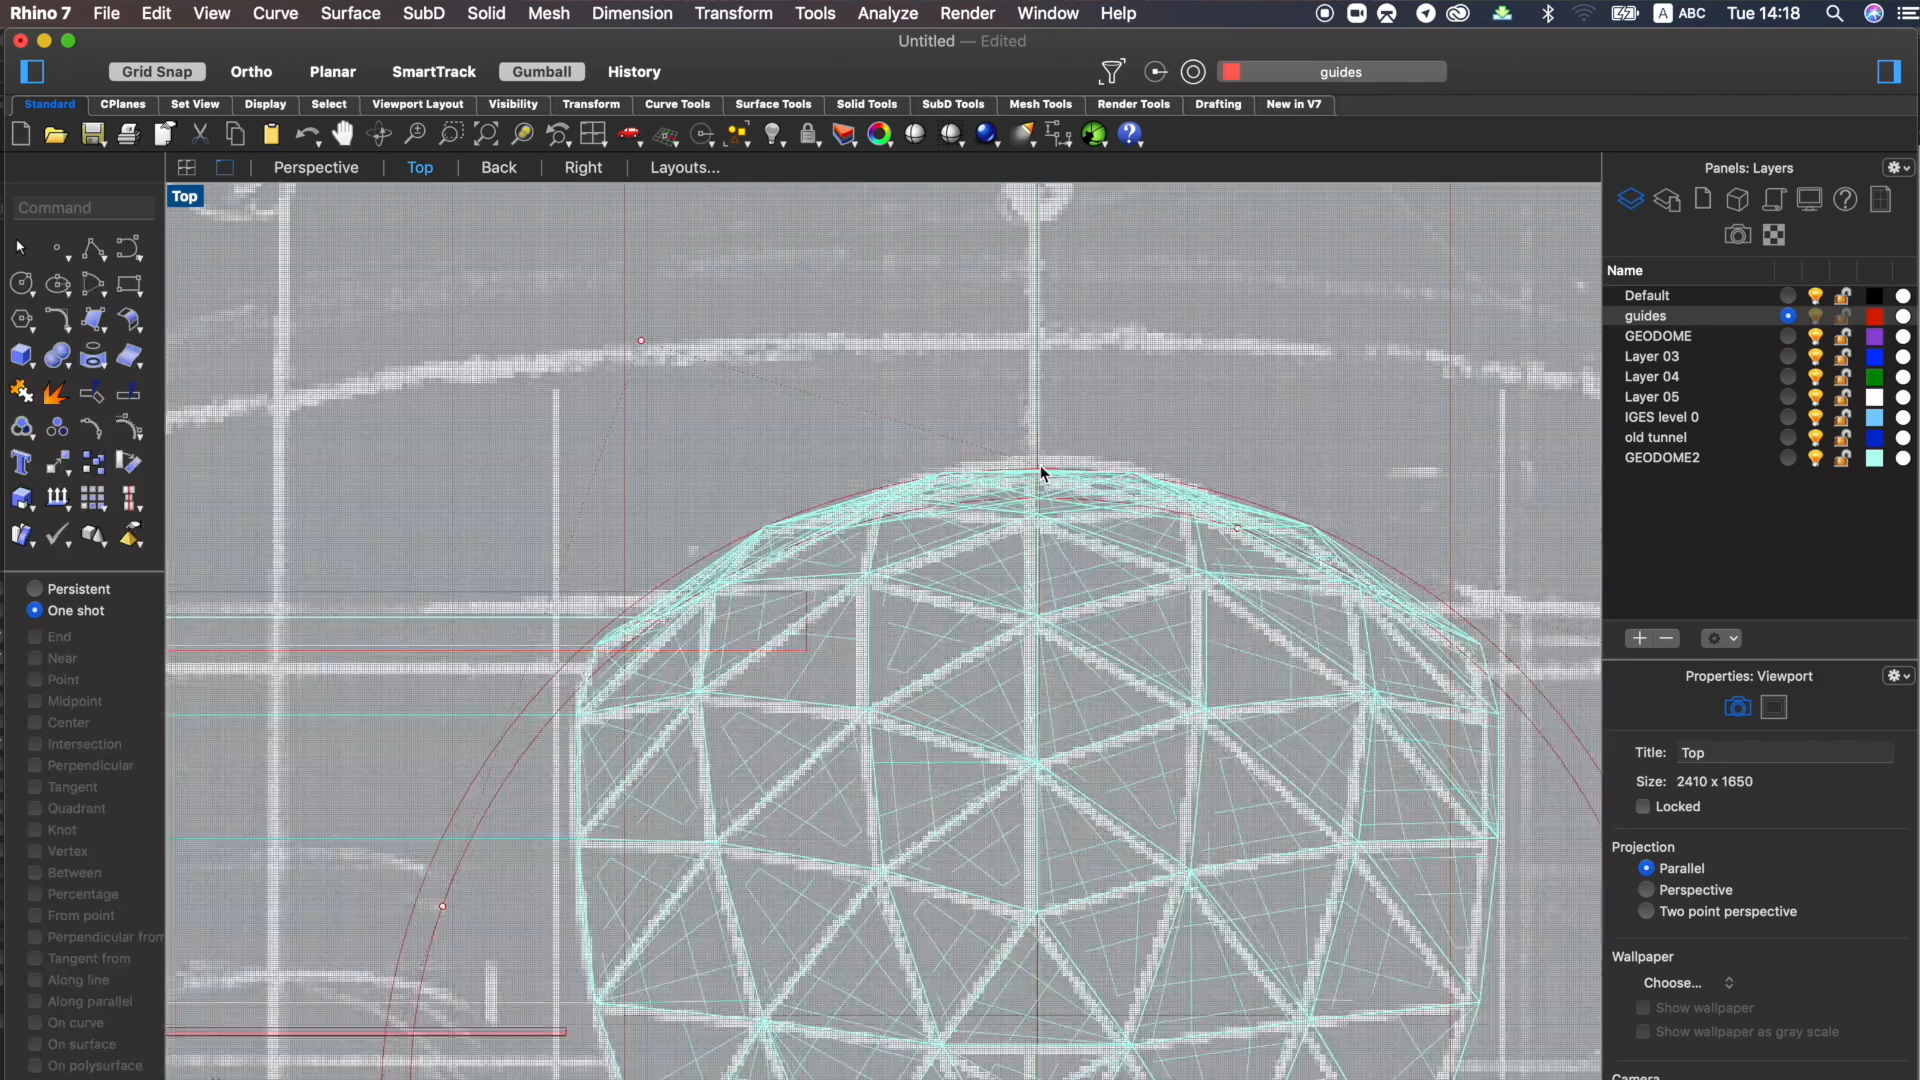 Rhino 7 File Edit View Curve Surface SubD Solid Mesh Dimension Transform Tools Analyze Render Window Help A ABC Tue 14:18
Untitled — Edited
Grid Snap Ortho Planar SmartTrack Gumball History guides
Standard CPlanes Set View Display Select Viewport Layout Visibility Transform Curve Tools Surface Tools Solid Tools SubD Tools Mesh Tools Render Tools Drafting New in V7
Perspective Top Back Right Layouts...
Top
Command
Persistent
One shot
End
Near
Point
Midpoint
Center
Intersection
Perpendicular
Tangent
Quadrant
Knot
Vertex
Between
Percentage
From point
Perpendicular from
Tangent from
Along line
Along parallel
On curve
On surface
On polysurface
Panels: Layers
Name
Default
guides
GEODOME
Layer 03
Layer 04
Layer 05
IGES level 0
old tunnel
GEODOME2
Properties: Viewport
Title: Top
Size: 2410 x 1650
Locked
Projection
Parallel
Perspective
Two point perspective
Wallpaper
Choose...
Show wallpaper
Show wallpaper as gray scale
Camera